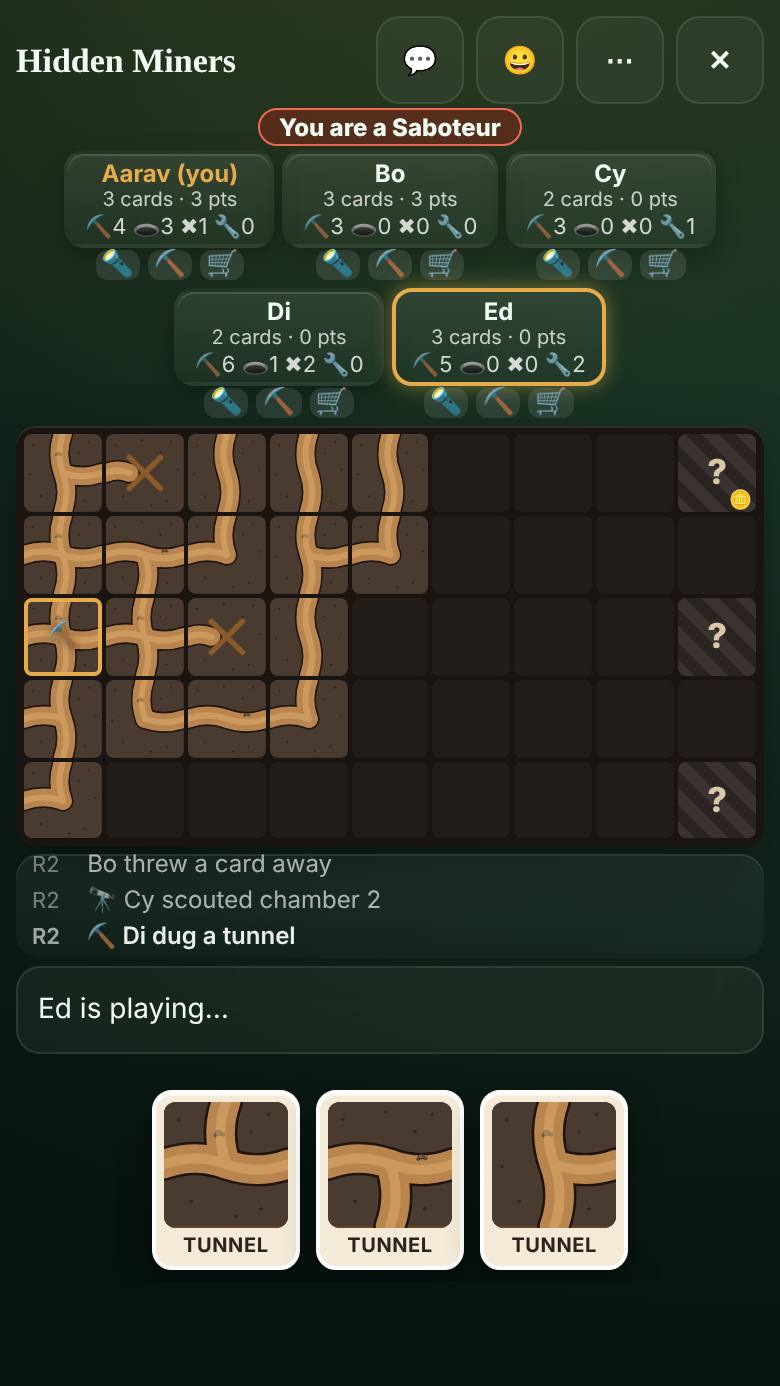 Hidden Miners
You are a Saboteur
Aarav (you)
3 cards · 3 pts
4 3 1 0
Bo
3 cards · 3 pts
3 0 0 0
Cy
2 cards · 0 pts
3 0 0 1
Di
2 cards · 0 pts
6 1 2 0
Ed
3 cards · 0 pts
5 0 0 2
?
?
?
R2 Bo threw a card away
R2 Cy scouted chamber 2
R2 Di dug a tunnel
Ed is playing...
TUNNEL
TUNNEL
TUNNEL